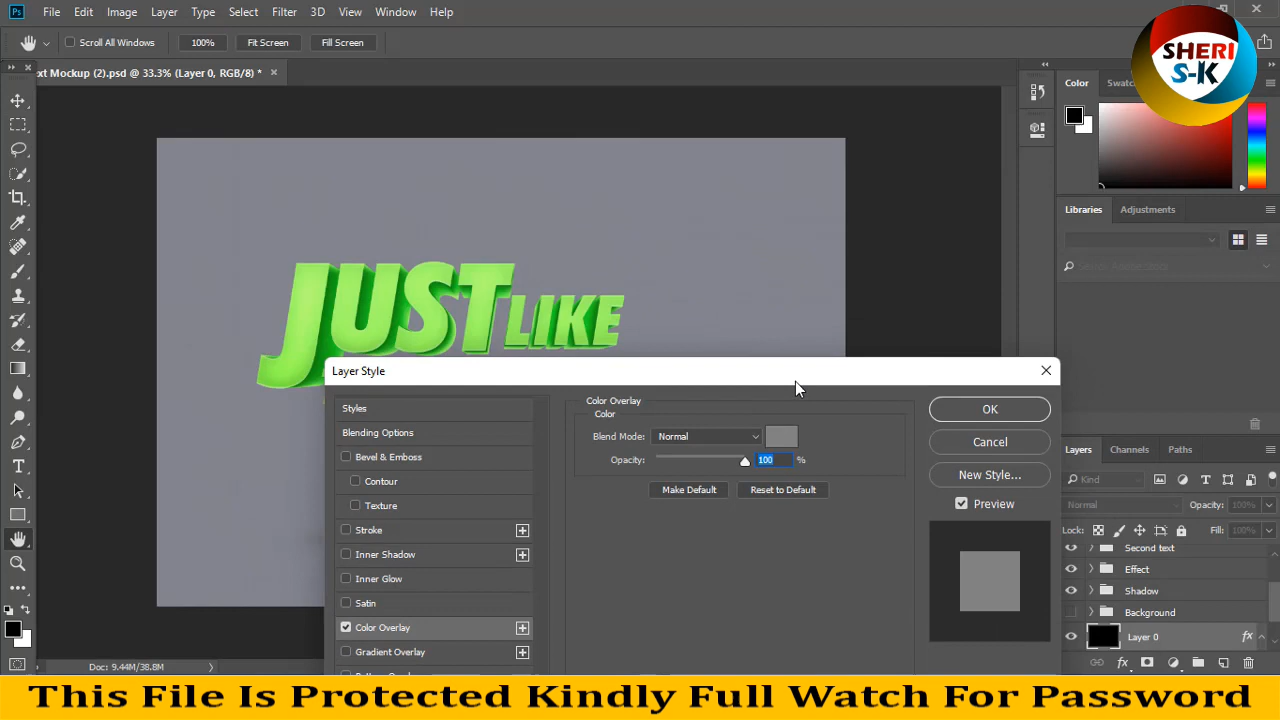 Ps File Edit Image Layer Type Select Filter 3D View Window Help
Scroll All Windows 100% Fit Screen Fill Screen
SHERI
S-K
ext Mockup (2).psd @ 33.3% (Layer 0, RGB/8) *
Color Swatc
JUST LIKE
Libraries Adjustments
Layer Style
Styles
Blending Options
Bevel & Emboss
Contour
Texture
Stroke
Inner Shadow
Inner Glow
Satin
Color Overlay
Gradient Overlay
Color Overlay
Color
Blend Mode: Normal
Opacity: 100 %
Make Default Reset to Default
OK
Cancel
New Style...
Preview
Layers Channels Paths
Kind
Normal Opacity: 100%
Lock: Fill: 100%
Second text
Effect
Shadow
Background
Layer 0 fx
fx
Doc: 9.44M/38.8M
This File Is Protected Kindly Full Watch For Password